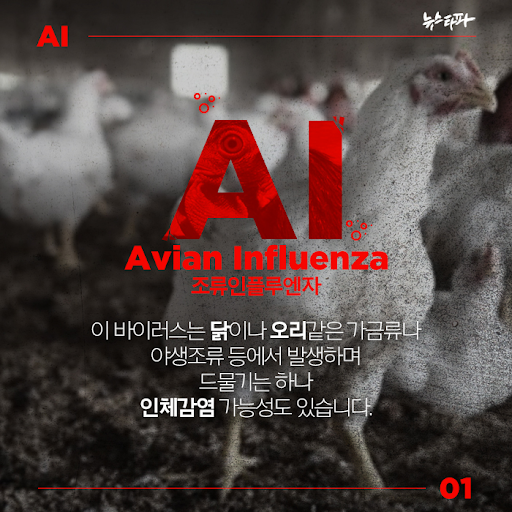 AI
뉴스타파
AI
Avian Influenza
조류인플루엔자
이 바이러스는 닭이나 오리같은 가금류나
야생조류 등에서 발생하며
드물기는 하나
인체감염 가능성도 있습니다.
01